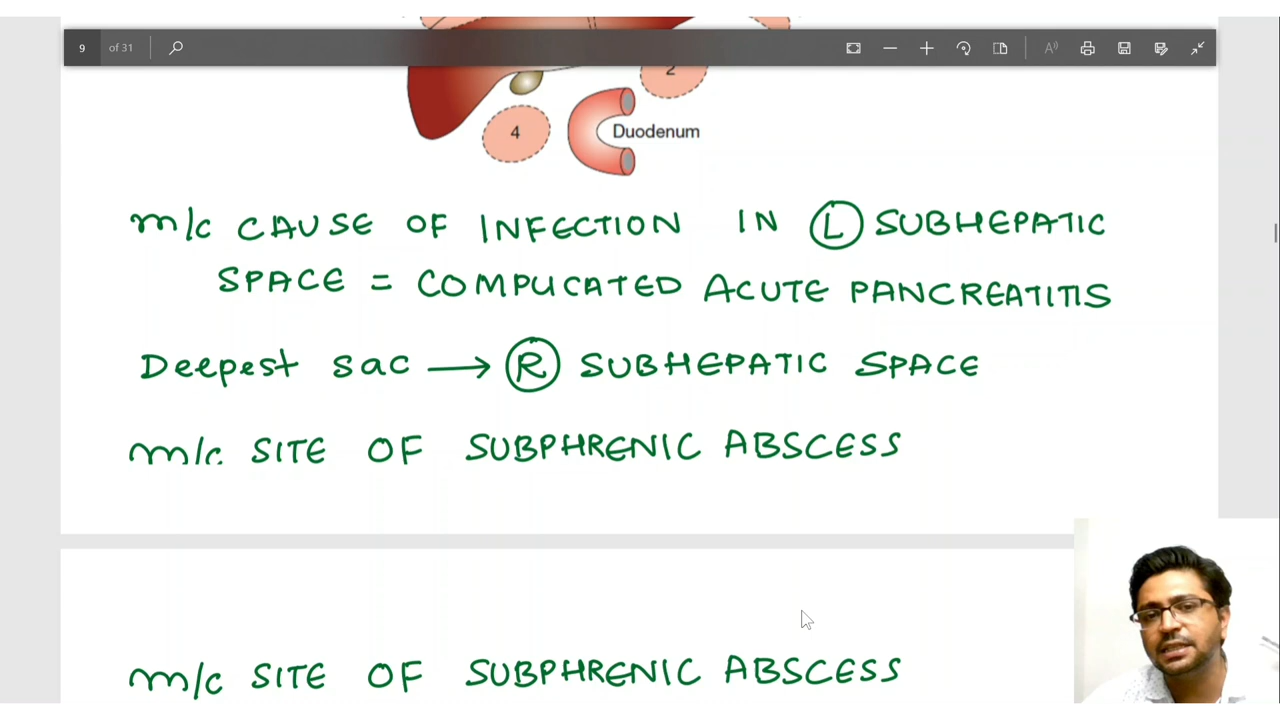 9 of 31
2
4
Duodenum
m/c CAUSE OF INFECTION IN Ⓛ SUBHEPATIC
SPACE = COMPLICATED ACUTE PANCREATITIS
Deepest sac → Ⓡ SUBHEPATIC SPACE
m/c SITE OF SUBPHRENIC ABSCESS
m/c SITE OF SUBPHRENIC ABSCESS